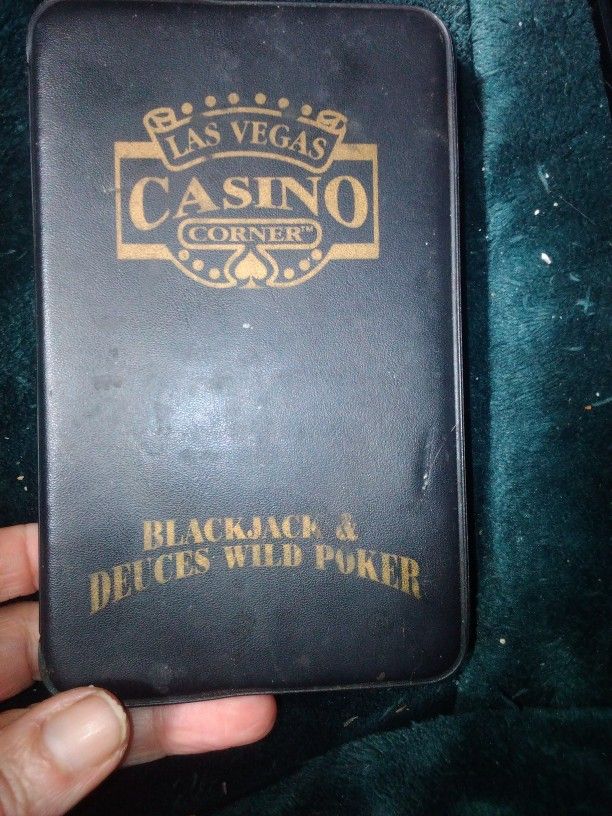 LAS VEGAS
CASINO
CORNER™
BLACKJACK &
DEUCES WILD POKER